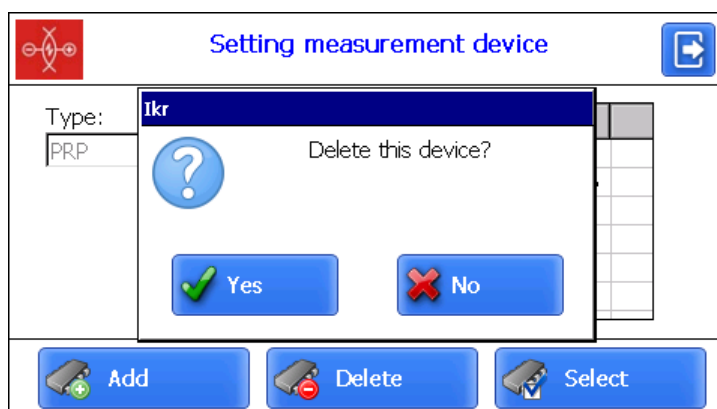 Setting measurement device
Type:
PRP
Ikr
Delete this device?
Yes
No
Add
Delete
Select